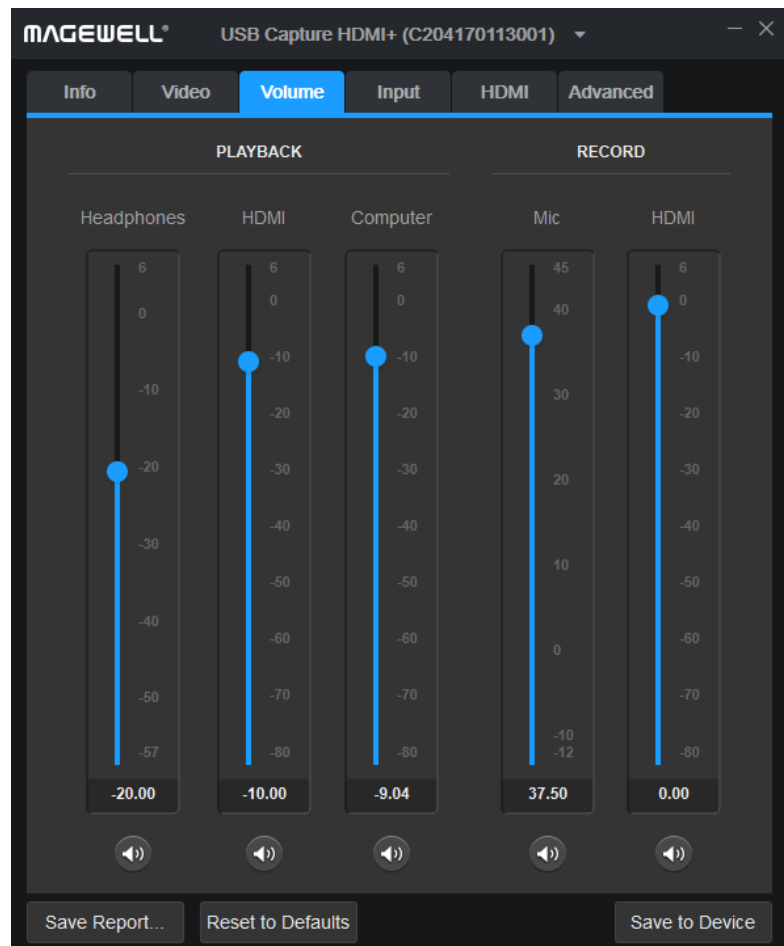 MAGEWELL® USB Capture HDMI+ (C204170113001)
Info Video Volume Input HDMI Advanced
PLAYBACK RECORD
Headphones HDMI Computer Mic HDMI
6 6 6 45 6
0 0 0 40 0
-10 -10 -10 30 -10
-20 -20 -20 20 -20
-30 -30 -30 10 -30
-40 -40 -40 0 -40
-50 -50 -50 -10 -50
-57 -60 -60 -12 -60
-70 -70 -70
-80 -80 -80
-20.00 -10.00 -9.04 37.50 0.00
Save Report... Reset to Defaults Save to Device